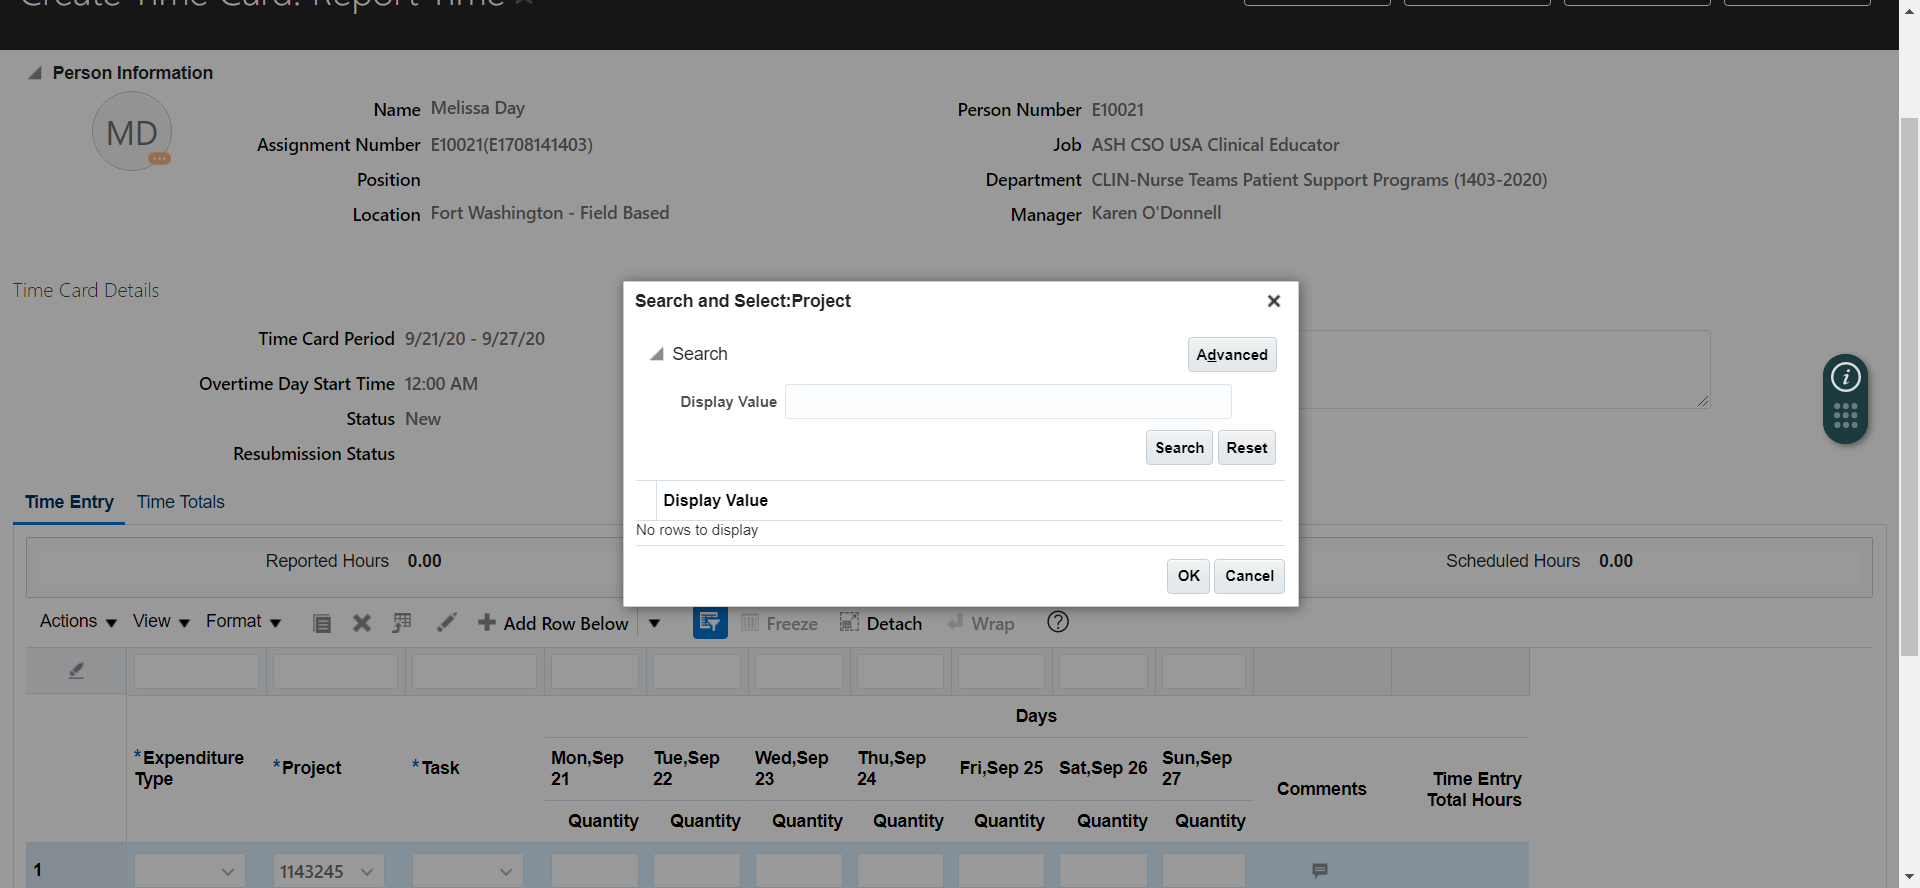 Create Time Card: Report Time
Person Information
MD
Name Melissa Day
Person Number E10021
Assignment Number E10021(E1708141403)
Job ASH CSO USA Clinical Educator
Position
Department CLIN-Nurse Teams Patient Support Programs (1403-2020)
Location Fort Washington - Field Based
Manager Karen O'Donnell
Time Card Details
Time Card Period 9/21/20 - 9/27/20
Overtime Day Start Time 12:00 AM
Status New
Resubmission Status
Search and Select:Project
Search
Advanced
Display Value
Search Reset
Display Value
No rows to display
OK Cancel
Time Entry Time Totals
Reported Hours 0.00
Scheduled Hours 0.00
Actions View Format Add Row Below Freeze Detach Wrap
Days
*Expenditure Type *Project *Task Mon,Sep 21 Tue,Sep 22 Wed,Sep 23 Thu,Sep 24 Fri,Sep 25 Sat,Sep 26 Sun,Sep 27 Comments Time Entry Total Hours
Quantity Quantity Quantity Quantity Quantity Quantity Quantity
1 1143245